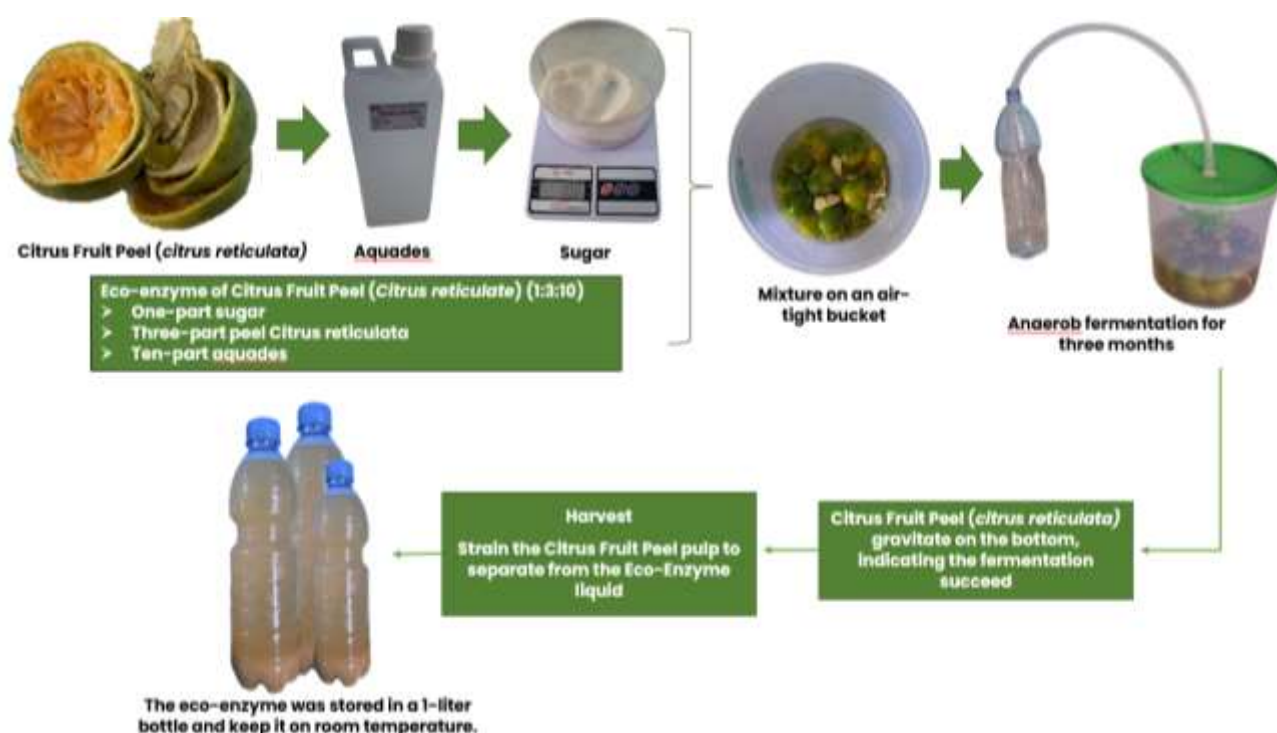 Citrus Fruit Peel (citrus reticulata)
Aquades
Sugar
Eco-enzyme of Citrus Fruit Peel (Citrus reticulate) (1:3:10)
➢ One-part sugar
➢ Three-part peel Citrus reticulata
➢ Ten-part aquades
Mixture on an air-
tight bucket
Anaerob fermentation for
three months
Citrus Fruit Peel (citrus reticulata)
gravitate on the bottom,
indicating the fermentation
succeed
Harvest
Strain the Citrus Fruit Peel pulp to
separate from the Eco-Enzyme
liquid
The eco-enzyme was stored in a 1-liter
bottle and keep it on room temperature.